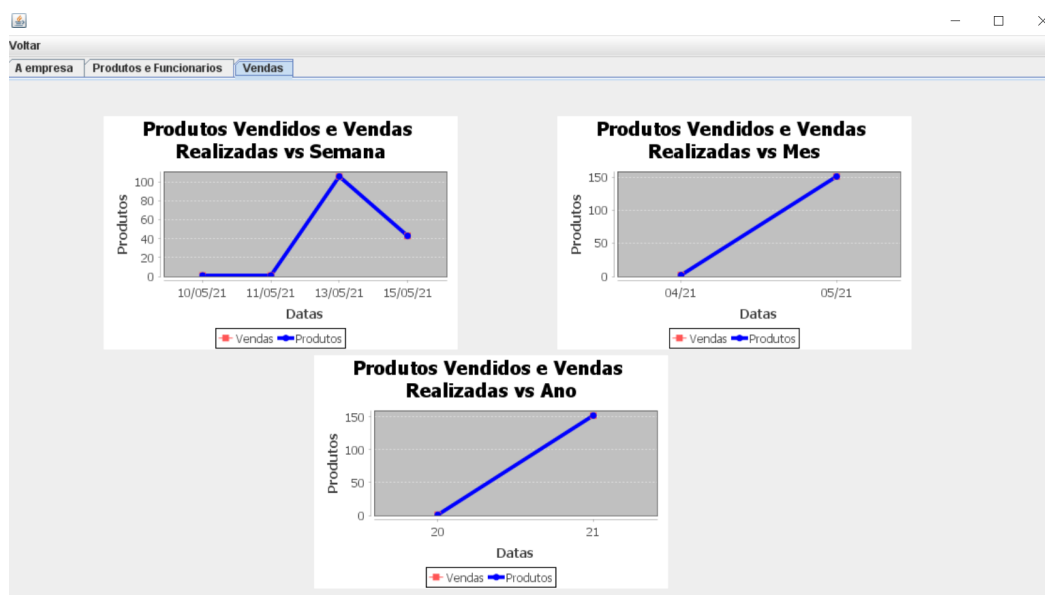 Voltar
A empresa Produtos e Funcionarios Vendas
Produtos Vendidos e Vendas
Realizadas vs Semana
Produtos
100
80
60
40
20
0
10/05/21 11/05/21 13/05/21 15/05/21
Datas
Vendas Produtos
Produtos Vendidos e Vendas
Realizadas vs Mes
Produtos
150
100
50
0
04/21 05/21
Datas
Vendas Produtos
Produtos Vendidos e Vendas
Realizadas vs Ano
Produtos
150
100
50
0
20 21
Datas
Vendas Produtos